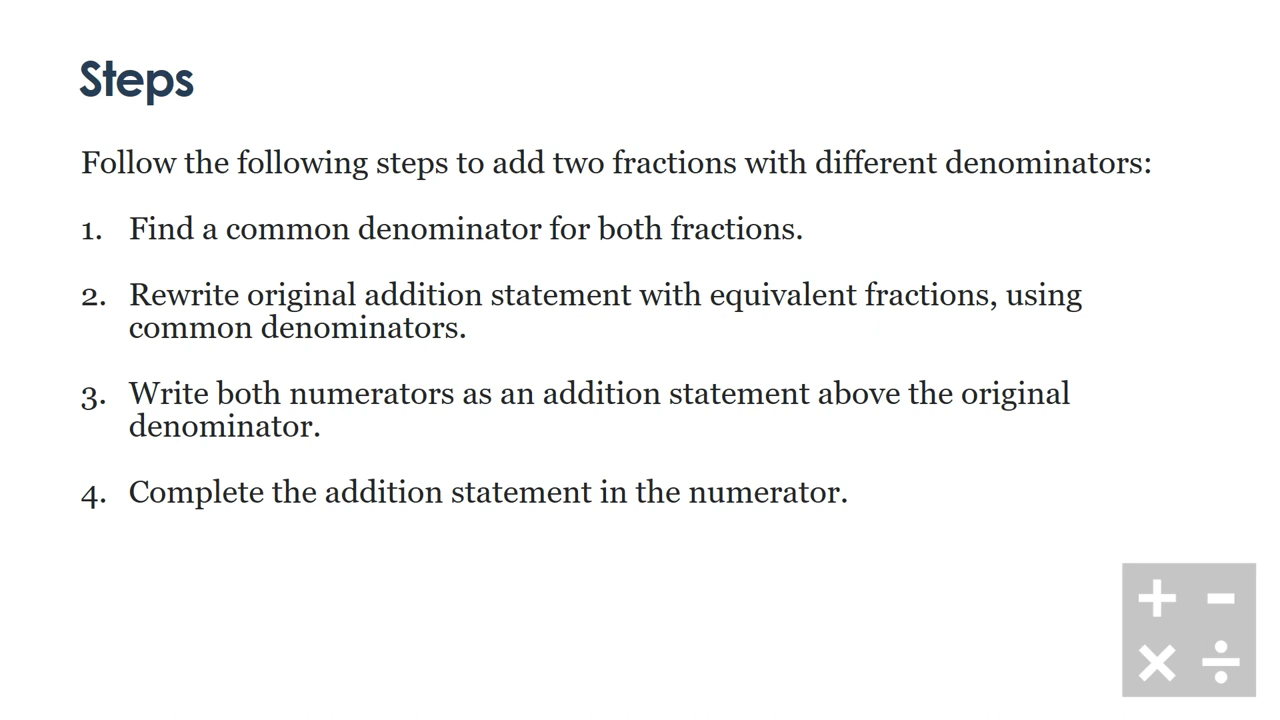 Steps
Follow the following steps to add two fractions with different denominators:
1. Find a common denominator for both fractions.
2. Rewrite original addition statement with equivalent fractions, using
common denominators.
3. Write both numerators as an addition statement above the original
denominator.
4. Complete the addition statement in the numerator.
+ -
× ÷